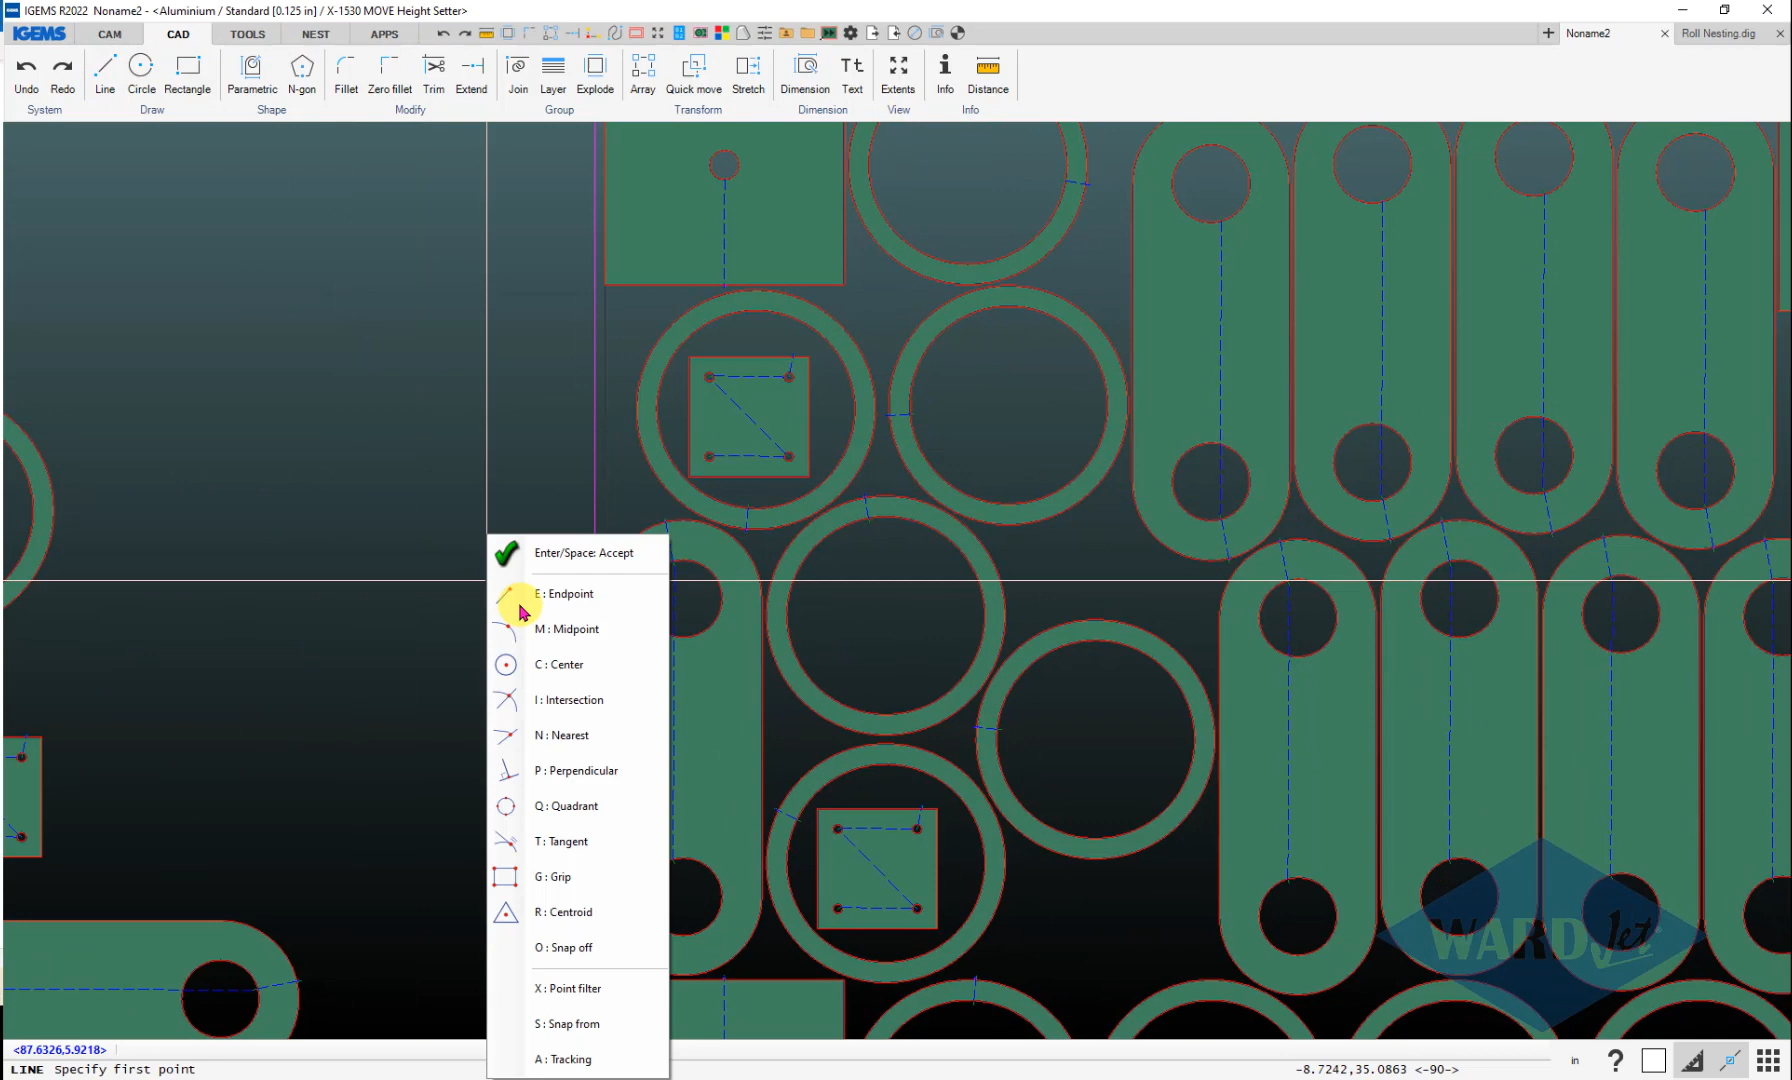 IGEMS R2022 Noname2 - <Aluminium / Standard [0.125 in] / X-1530 MOVE Height Setter>
IGEMS CAM CAD TOOLS NEST APPS Noname2 Roll Nesting.dig
Undo Redo Line Circle Rectangle Parametric N-gon Fillet Zero fillet Trim Extend Join Layer Explode Array Quick move Stretch Dimension Text Extents Info Distance
System Draw Shape Modify Group Transform Dimension View Info
Enter/Space: Accept
E : Endpoint
M : Midpoint
C : Center
I : Intersection
N : Nearest
P : Perpendicular
Q : Quadrant
T : Tangent
G : Grip
R : Centroid
O : Snap off
X : Point filter
S : Snap from
A : Tracking
WARDJet
<87.6326,5.9218>
LINE Specify first point
-8.7242,35.0863 <-90>
in